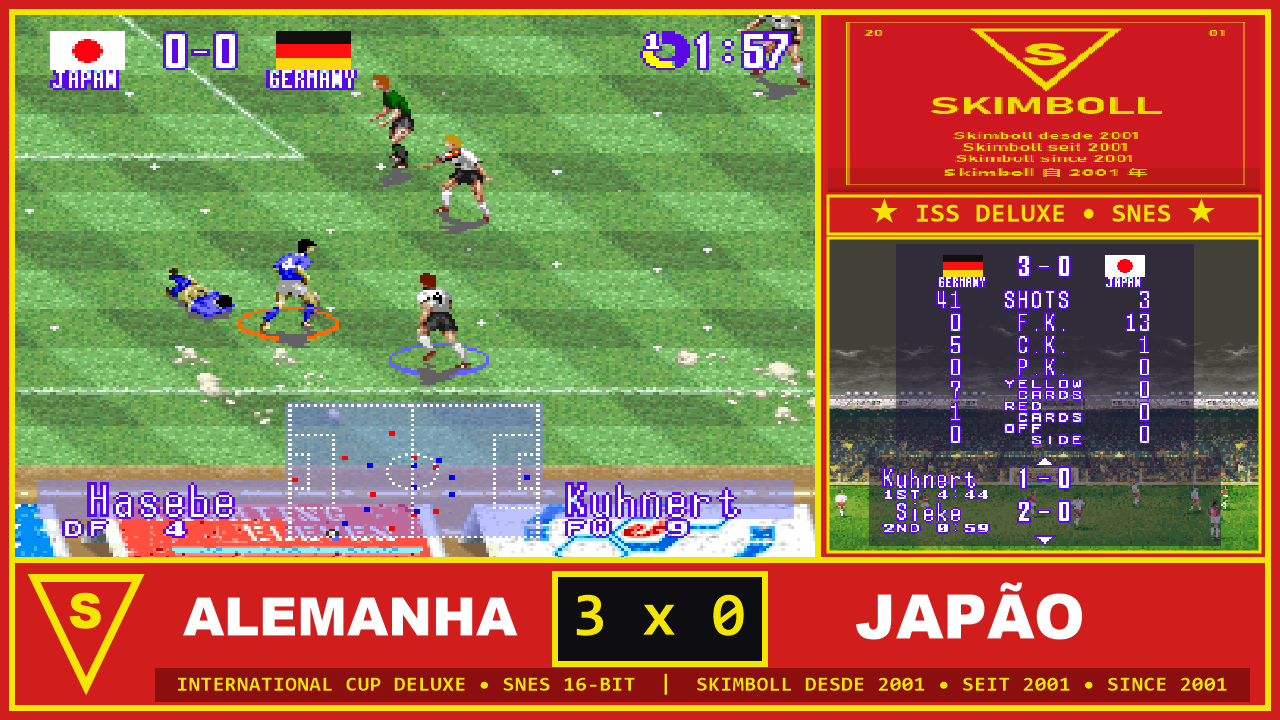 0-0
1 1:57
JAPAN
GERMANY
4
4
Hasebe
DF 4
Kuhnert
FW 9
20 01
S
SKIMBOLL
Skimboll desde 2001
Skimboll seit 2001
Skimboll since 2001
Skimboll 自 2001 年
★ ISS DELUXE • SNES ★
3-0
GERMANY JAPAN
41 SHOTS 3
0 F.K. 13
5 C.K. 1
0 P.K. 0
7 YELLOW CARDS 0
1 RED CARDS 0
0 OFF SIDE 0
Kuhnert 1-0
1ST 4:44
Sieke 2-0
2ND 0:59
S
ALEMANHA 3 x 0 JAPÃO
INTERNATIONAL CUP DELUXE • SNES 16-BIT | SKIMBOLL DESDE 2001 • SEIT 2001 • SINCE 2001